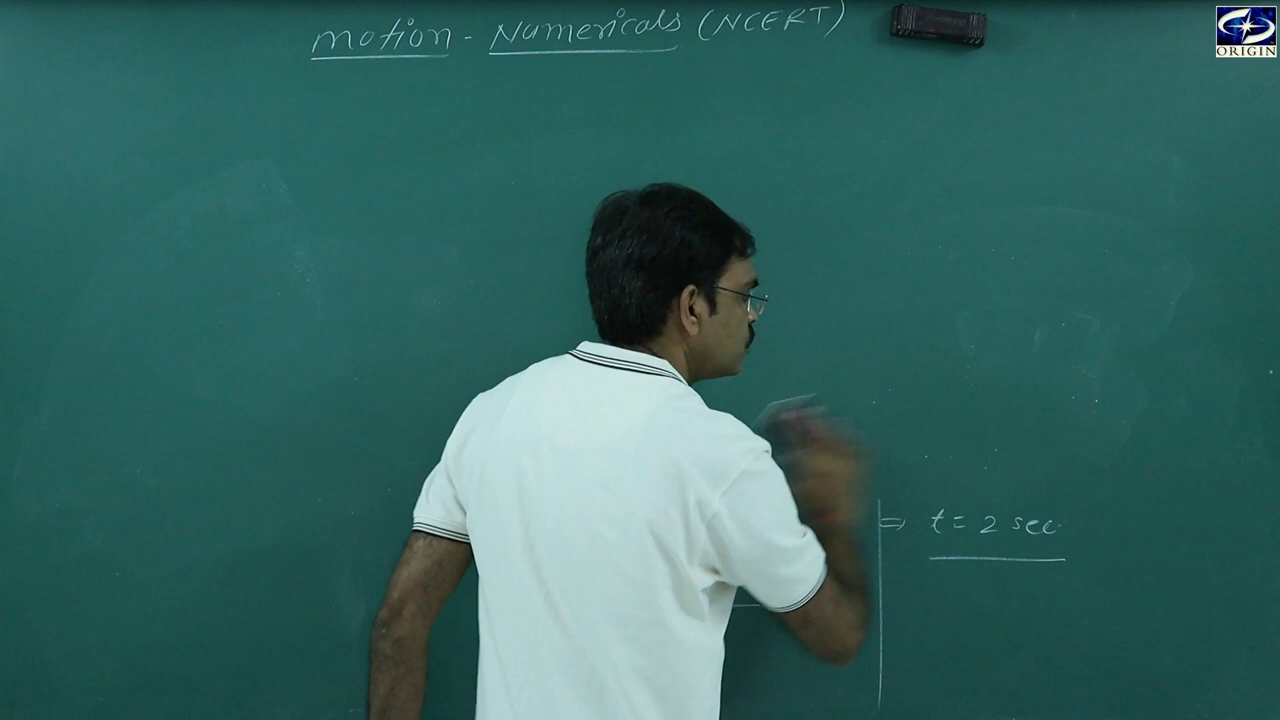 motion - Numericals (NCERT)
ORIGIN
⇒ t = 2 sec